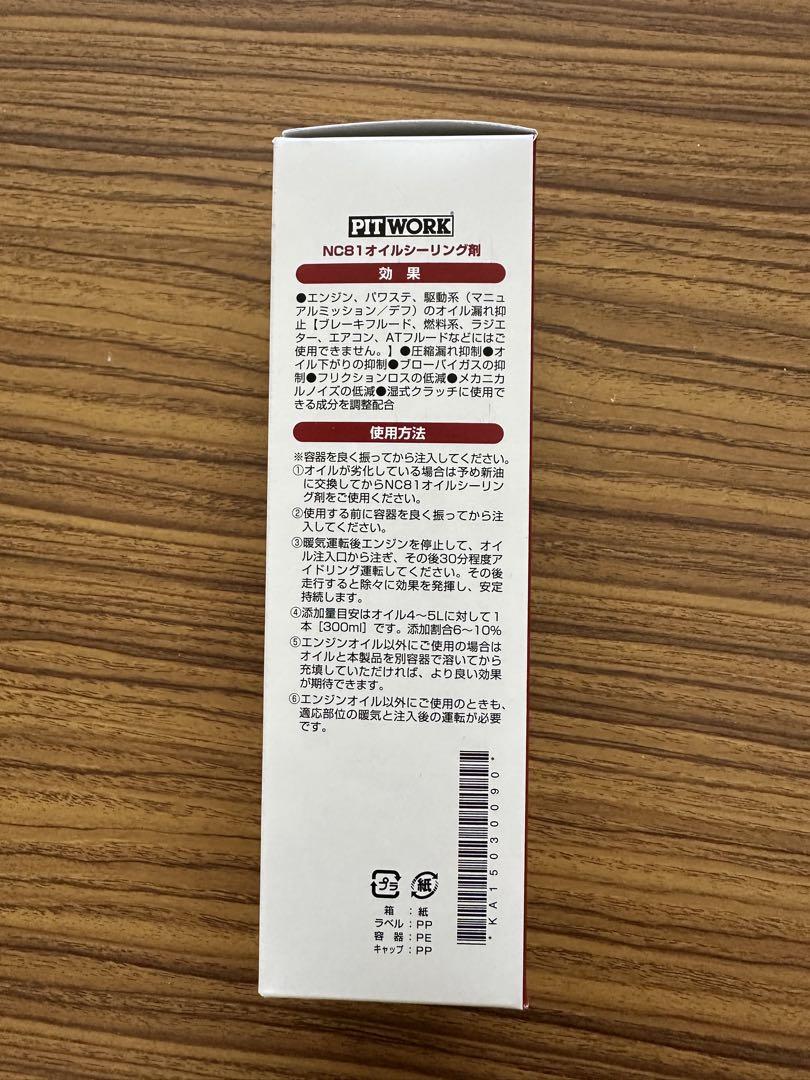 PIT WORK
NC81オイルシーリング剤
効果
●エンジン、パワステ、駆動系（マニュ
アルミッション／デフ）のオイル漏れ抑
止【ブレーキフルード、燃料系、ラジエ
ター、エアコン、ATフルードなどにはご
使用できません。】●圧縮漏れ抑制●オ
イル下がりの抑制●ブローバイガスの抑
制●フリクションロスの低減●メカニカ
ルノイズの低減●湿式クラッチに使用で
きる成分を調整配合
使用方法
※容器を良く振ってから注入してください。
①オイルが劣化している場合は予め新油
に交換してからNC81オイルシーリン
グ剤をご使用ください。
②使用する前に容器を良く振ってから注
入してください。
③暖気運転後エンジンを停止して、オイ
ル注入口から注ぎ、その後30分程度ア
イドリング運転してください。その後
走行すると除々に効果を発揮し、安定
持続します。
④添加量目安はオイル4〜5Lに対して1
本［300ml］です。添加割合6〜10%
⑤エンジンオイル以外にご使用の場合は
オイルと本製品を別容器で溶いてから
充填していただければ、より良い効果
が期待できます。
⑥エンジンオイル以外にご使用のときも、
適応部位の暖気と注入後の運転が必要
です。
*KA15030090*
プラ 紙
箱：紙
ラベル：PP
容器：PE
キャップ：PP